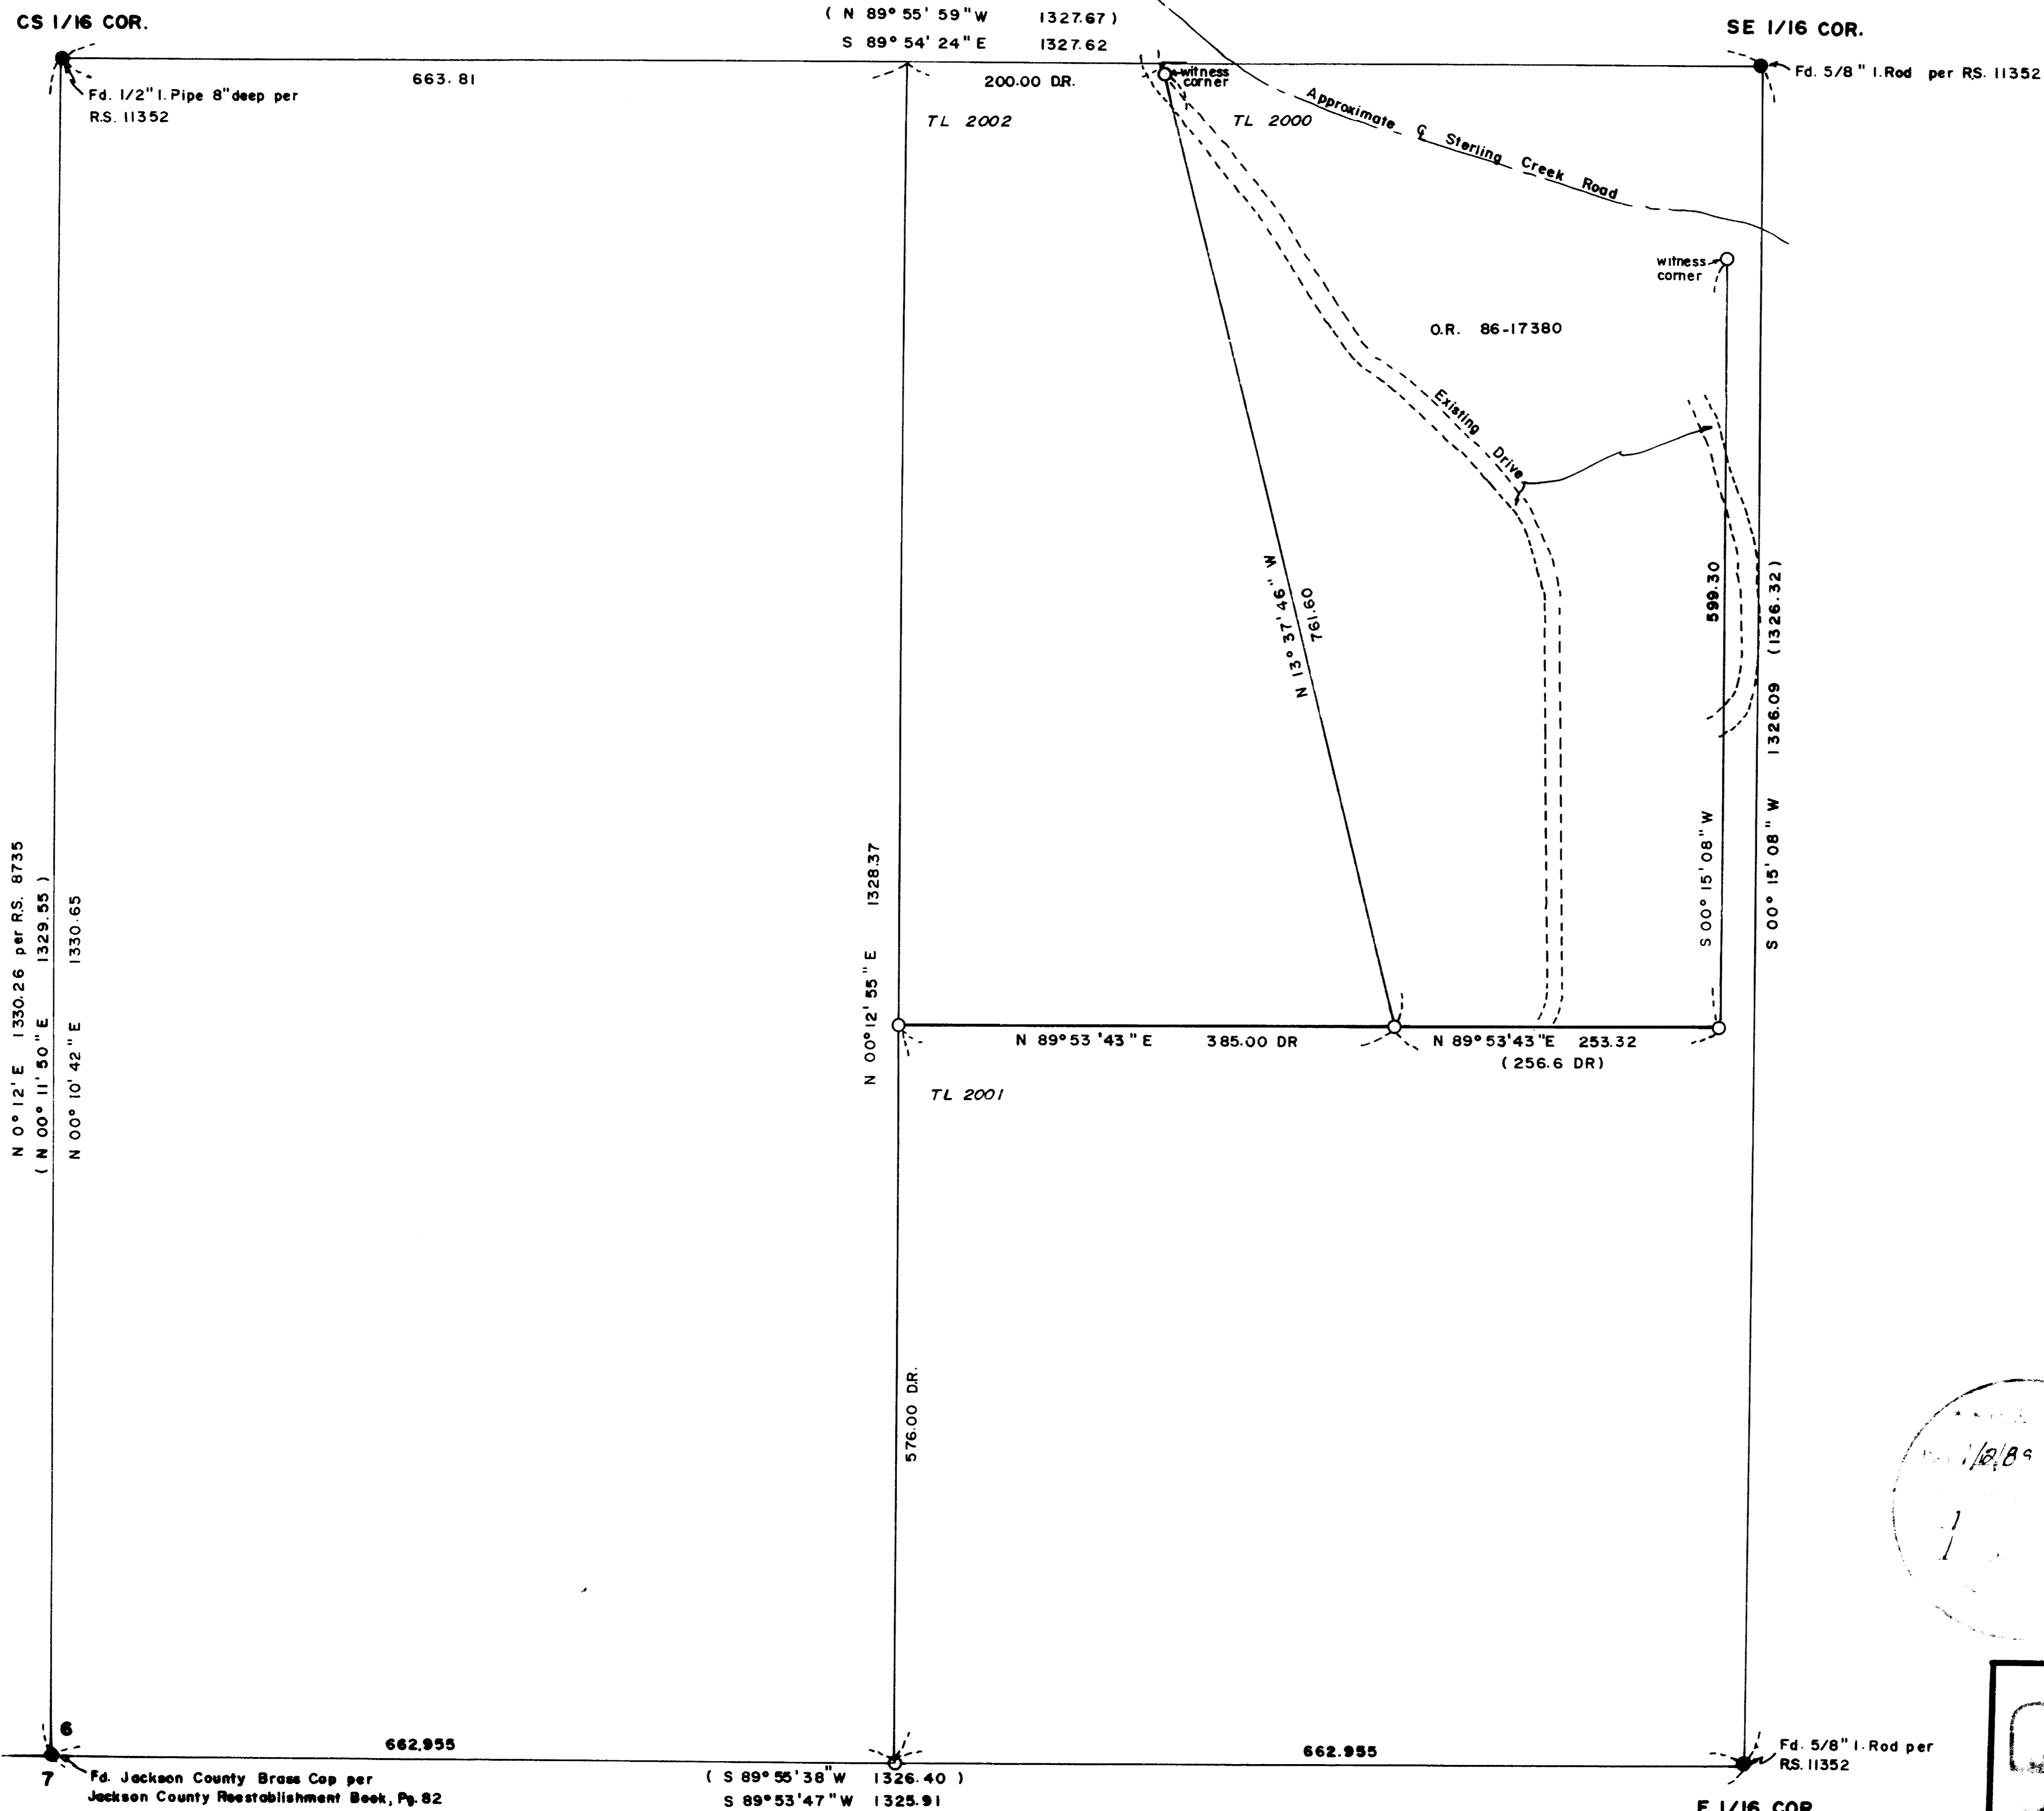 CS 1/16 COR.
( N 89° 55' 59" W 1327.67 )
S 89° 54' 24" E 1327.62
SE 1/16 COR.
663.81
200.00 D.R.
witness
corner
Fd. 5/8" I. Rod per RS. 11352
Fd. 1/2" I. Pipe 8" deep per
R.S. 11352
TL 2002
TL 2000
Approximate ℄ Sterling Creek Road
witness
corner
O.R. 86-17380
Existing Drive
N 13° 37' 46" W
761.60
599.30
S 00° 15' 08" W
S 00° 15' 08" W 1326.09 (1326.32)
N 0° 12' E 1330.26 per R.S. 8735
( N 00° 11' 50" E 1329.55 )
N 00° 10' 42" E 1330.65
N 00° 12' 55" E 1328.37
N 89° 53' 43" E 385.00 DR
N 89° 53' 43" E 253.32
( 256.6 DR )
TL 2001
576.00 D.R.
1/12/89
6
662.955
662.955
7
Fd. Jackson County Brass Cap per
Jackson County Reestablishment Book, Pg. 82
( S 89° 55' 38" W 1326.40 )
S 89° 53' 47" W 1325.91
Fd. 5/8" I. Rod per
RS. 11352
E 1/16 COR.